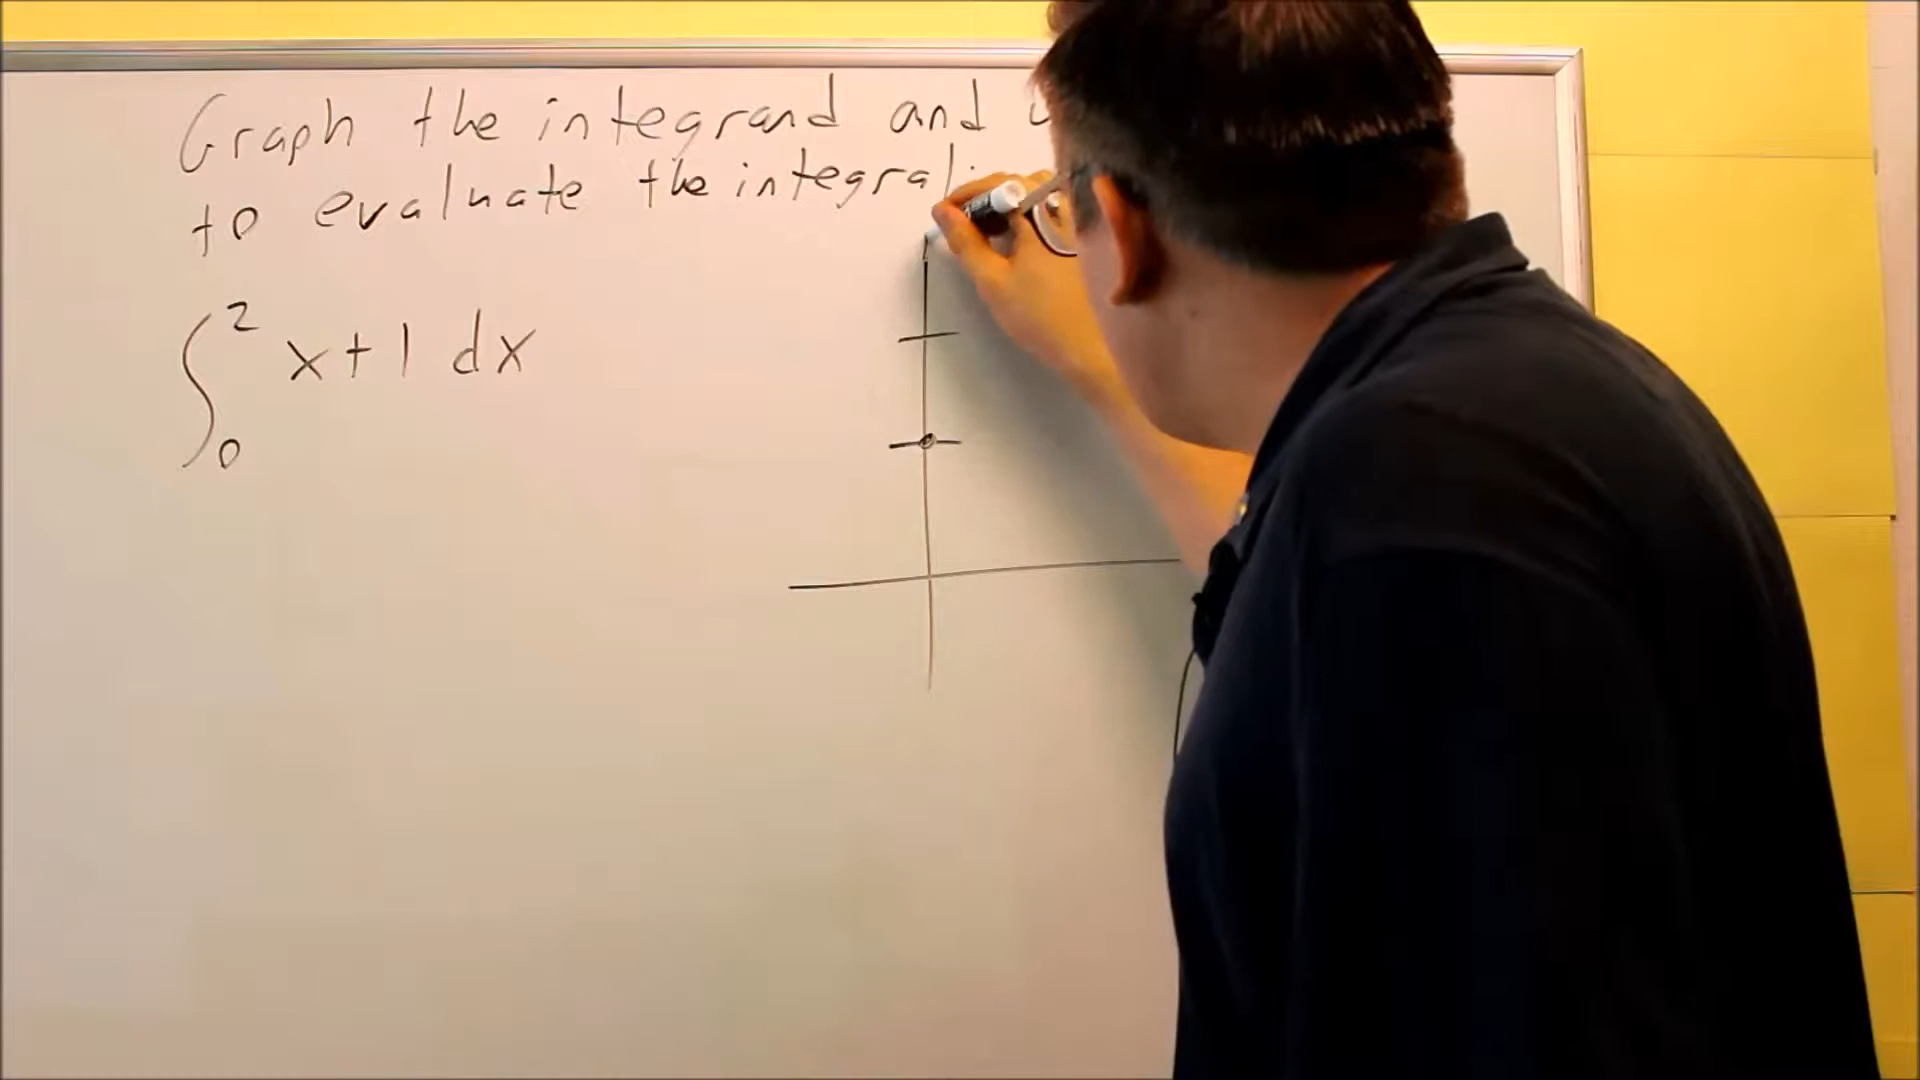 Graph the integrand and
to evaluate the integral
∫₀² x+1 dx